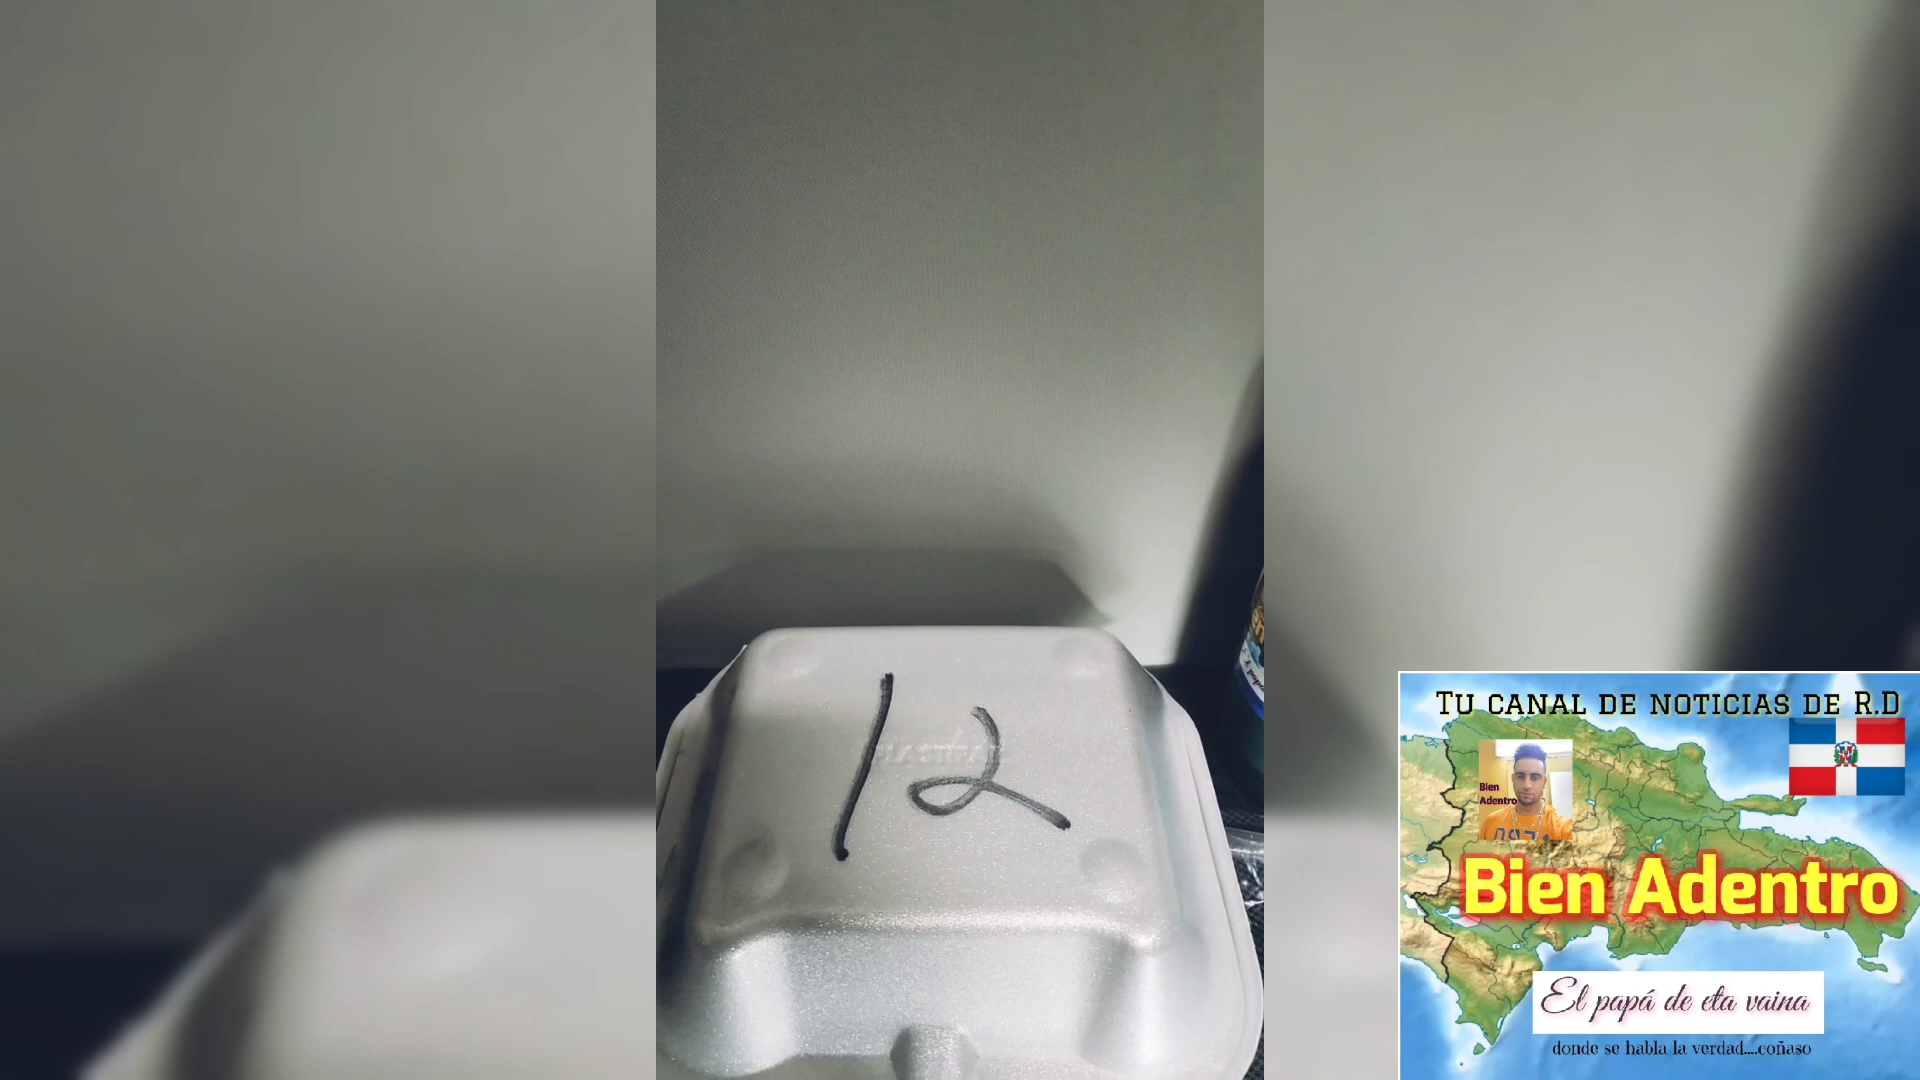 12
PLASTIFAR
TU CANAL DE NOTICIAS DE R.D
Bien
Adentro
Bien Adentro
El papá de eta vaina
donde se habla la verdad....coñaso